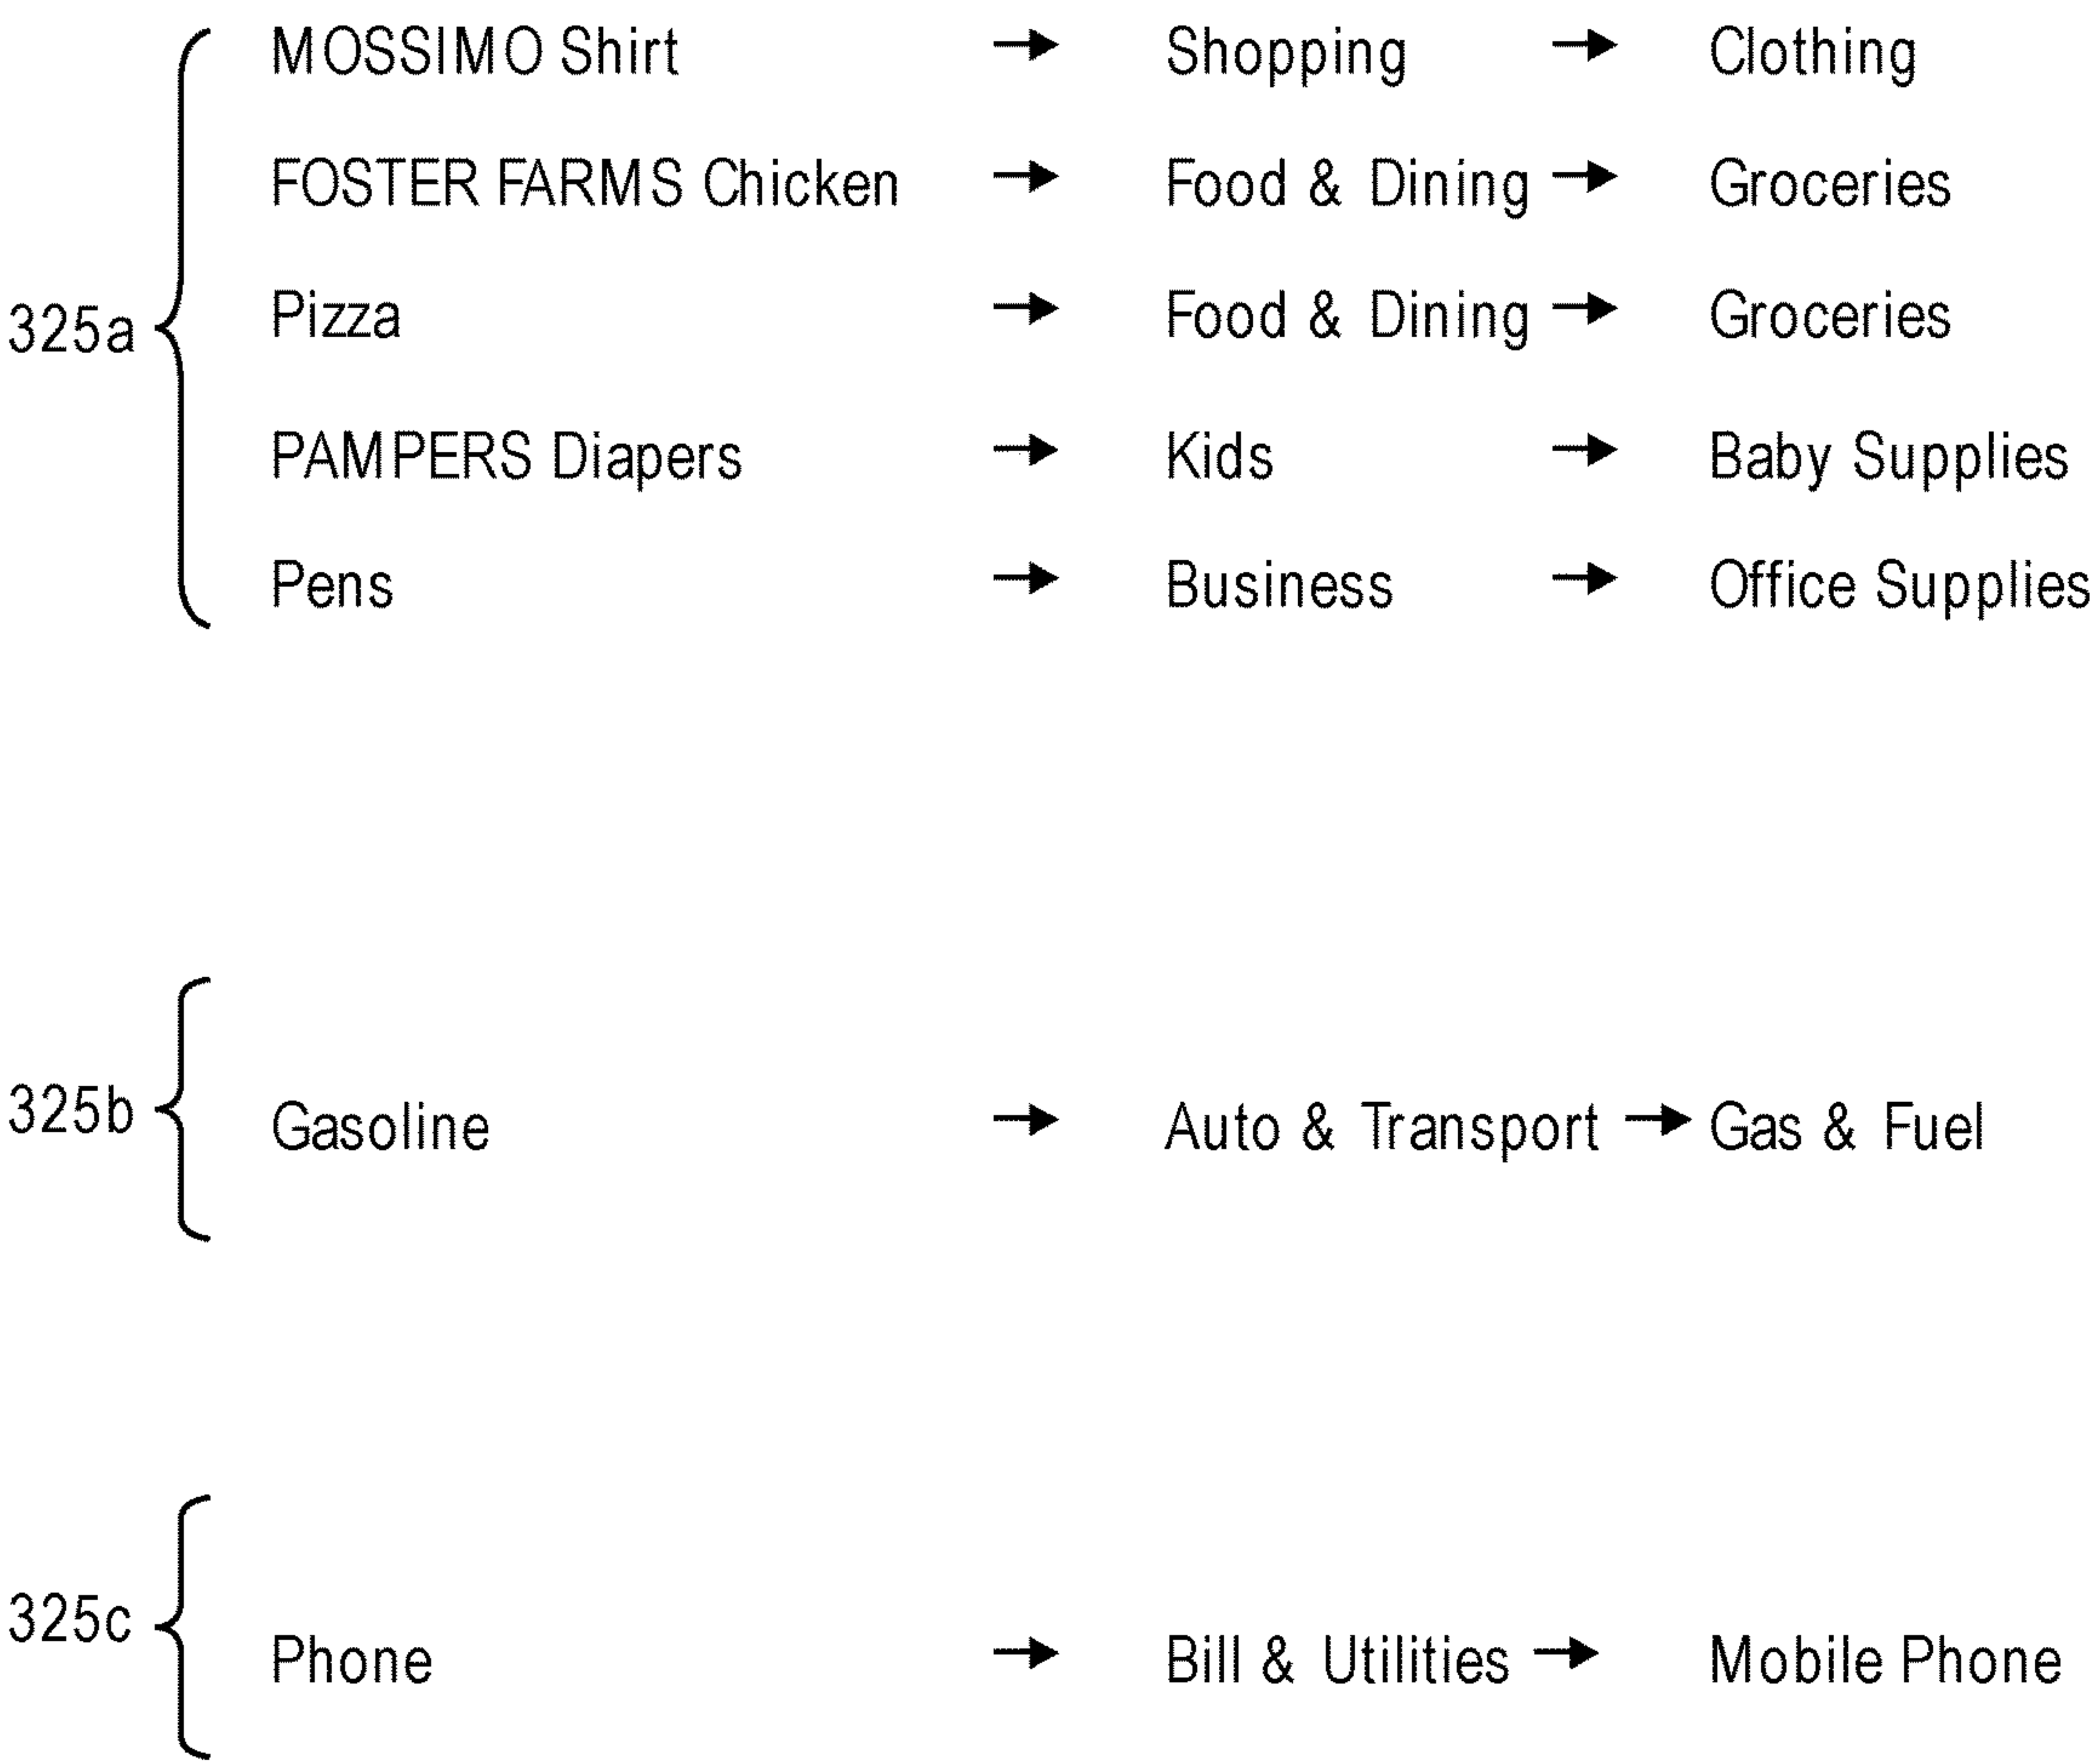 MOSSIMO Shirt → Shopping → Clothing
FOSTER FARMS Chicken → Food & Dining → Groceries
325a
Pizza → Food & Dining → Groceries
PAMPERS Diapers → Kids → Baby Supplies
Pens → Business → Office Supplies
325b
Gasoline → Auto & Transport → Gas & Fuel
325c
Phone → Bill & Utilities → Mobile Phone